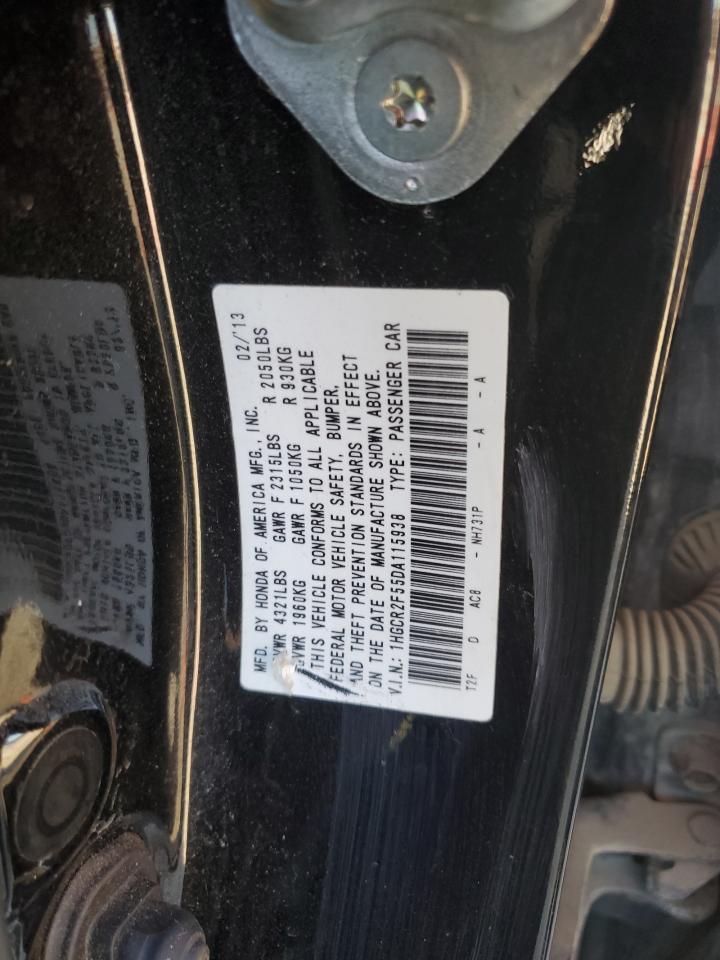 MFD. BY HONDA OF AMERICA MFG., INC. 02/'13
GVWR 4321LBS GAWR F 2315LBS R 2050LBS
GVWR 1960KG GAWR F 1050KG R 930KG
THIS VEHICLE CONFORMS TO ALL APPLICABLE
FEDERAL MOTOR VEHICLE SAFETY, BUMPER,
AND THEFT PREVENTION STANDARDS IN EFFECT
ON THE DATE OF MANUFACTURE SHOWN ABOVE.
V.I.N.: 1HGCR2F55DA115938 TYPE: PASSENGER CAR
T2F D AC8 - NH731P - A - A